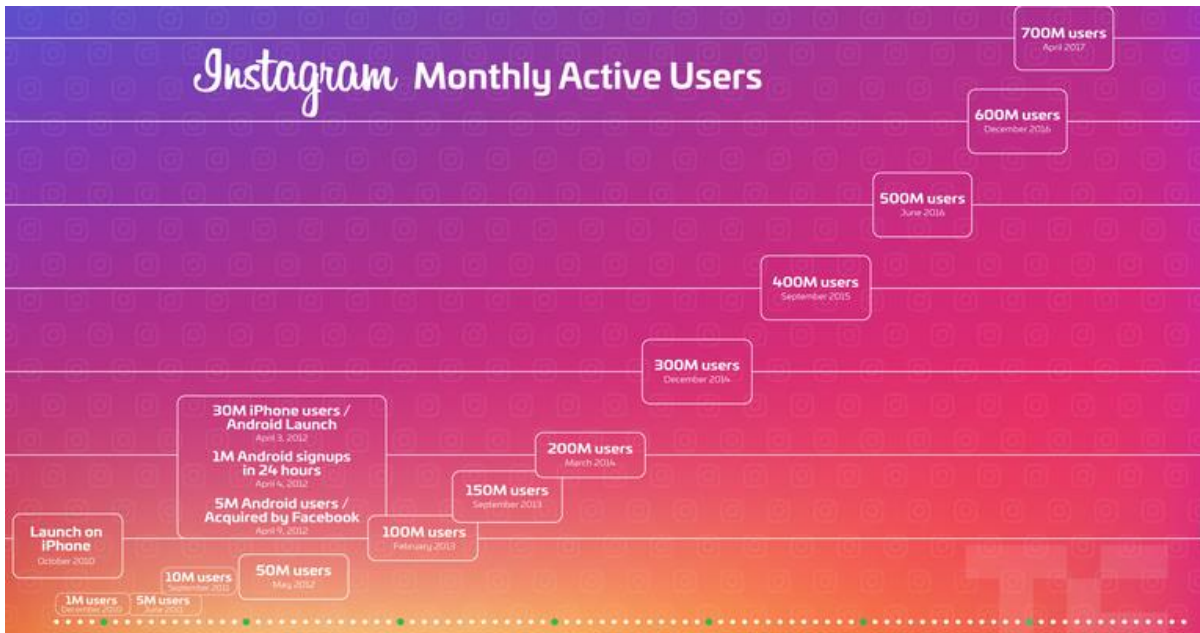 Instagram Monthly Active Users
700M users
April 2017
600M users
December 2016
500M users
June 2016
400M users
September 2015
300M users
December 2014
200M users
March 2014
150M users
September 2013
100M users
February 2013
30M iPhone users /
Android Launch
April 3, 2012
1M Android signups
in 24 hours
April 4, 2012
5M Android users /
Acquired by Facebook
April 9, 2012
50M users
May 2012
10M users
September 2011
5M users
June 2011
1M users
December 2010
Launch on
iPhone
October 2010